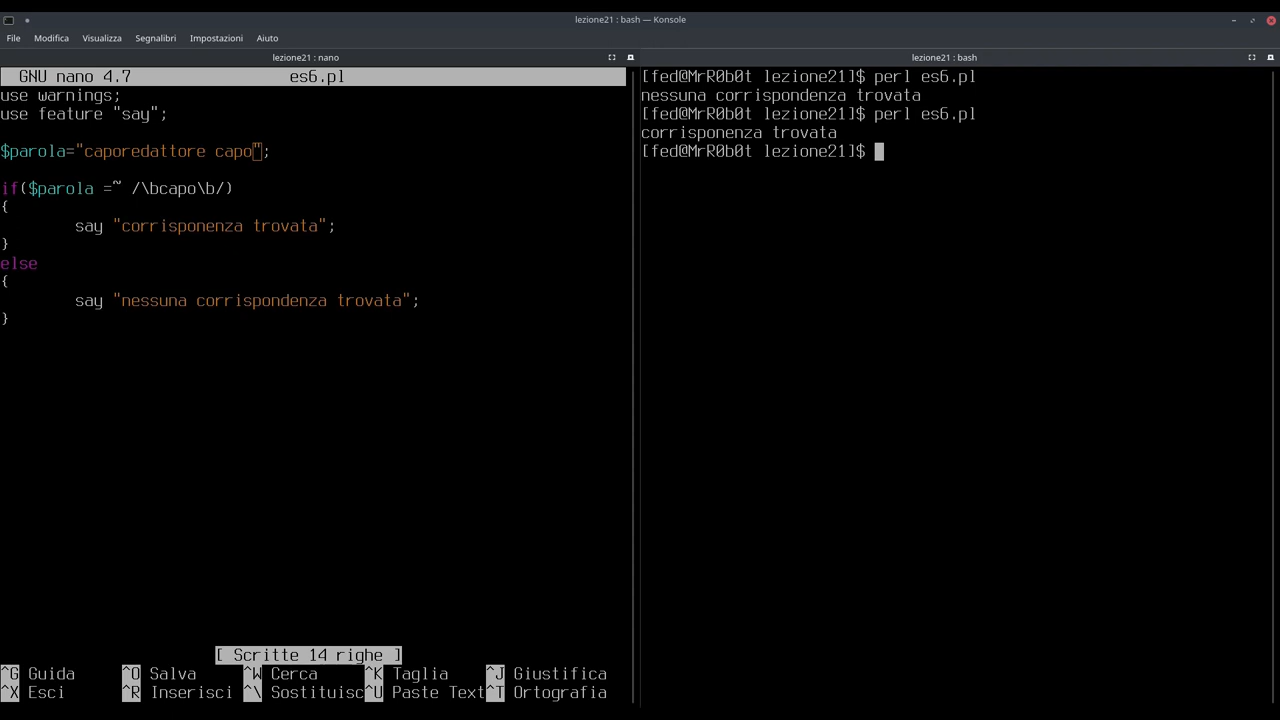 lezione21 : bash — Konsole
File Modifica Visualizza Segnalibri Impostazioni Aiuto
lezione21 : nano
GNU nano 4.7 es6.pl
use warnings;
use feature "say";
$parola="caporedattore capo";
if($parola =~ /\bcapo\b/)
{
say "corrisponenza trovata";
}
else
{
say "nessuna corrispondenza trovata";
}
[ Scritte 14 righe ]
^G Guida ^O Salva ^W Cerca ^K Taglia ^J Giustifica
^X Esci ^R Inserisci ^\ Sostituisc ^U Paste Text ^T Ortografia
lezione21 : bash
[fed@MrR0b0t lezione21]$ perl es6.pl
nessuna corrispondenza trovata
[fed@MrR0b0t lezione21]$ perl es6.pl
corrisponenza trovata
[fed@MrR0b0t lezione21]$